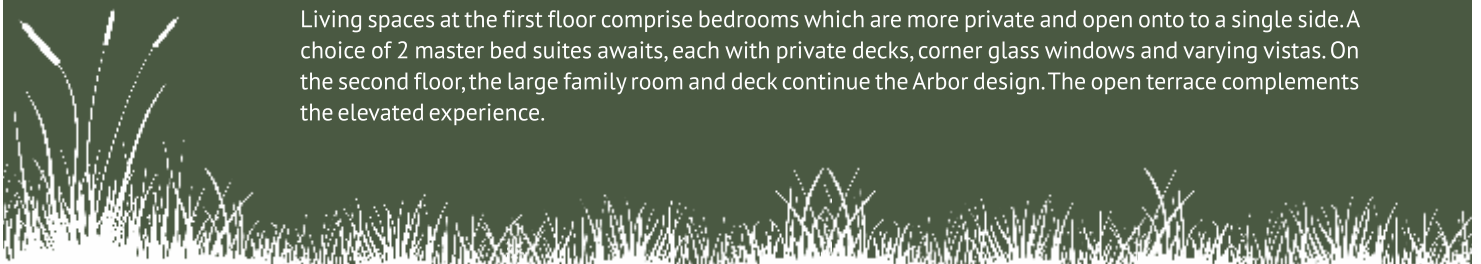 Living spaces at the first floor comprise bedrooms which are more private and open onto to a single side. A
choice of 2 master bed suites awaits, each with private decks, corner glass windows and varying vistas. On
the second floor, the large family room and deck continue the Arbor design. The open terrace complements
the elevated experience.